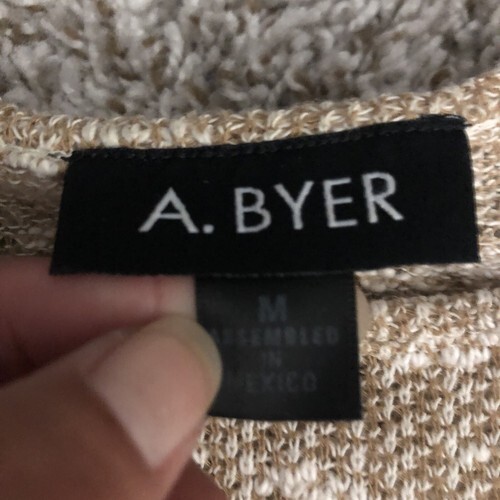 A. BYER
M
ASSEMBLED
IN
MEXICO